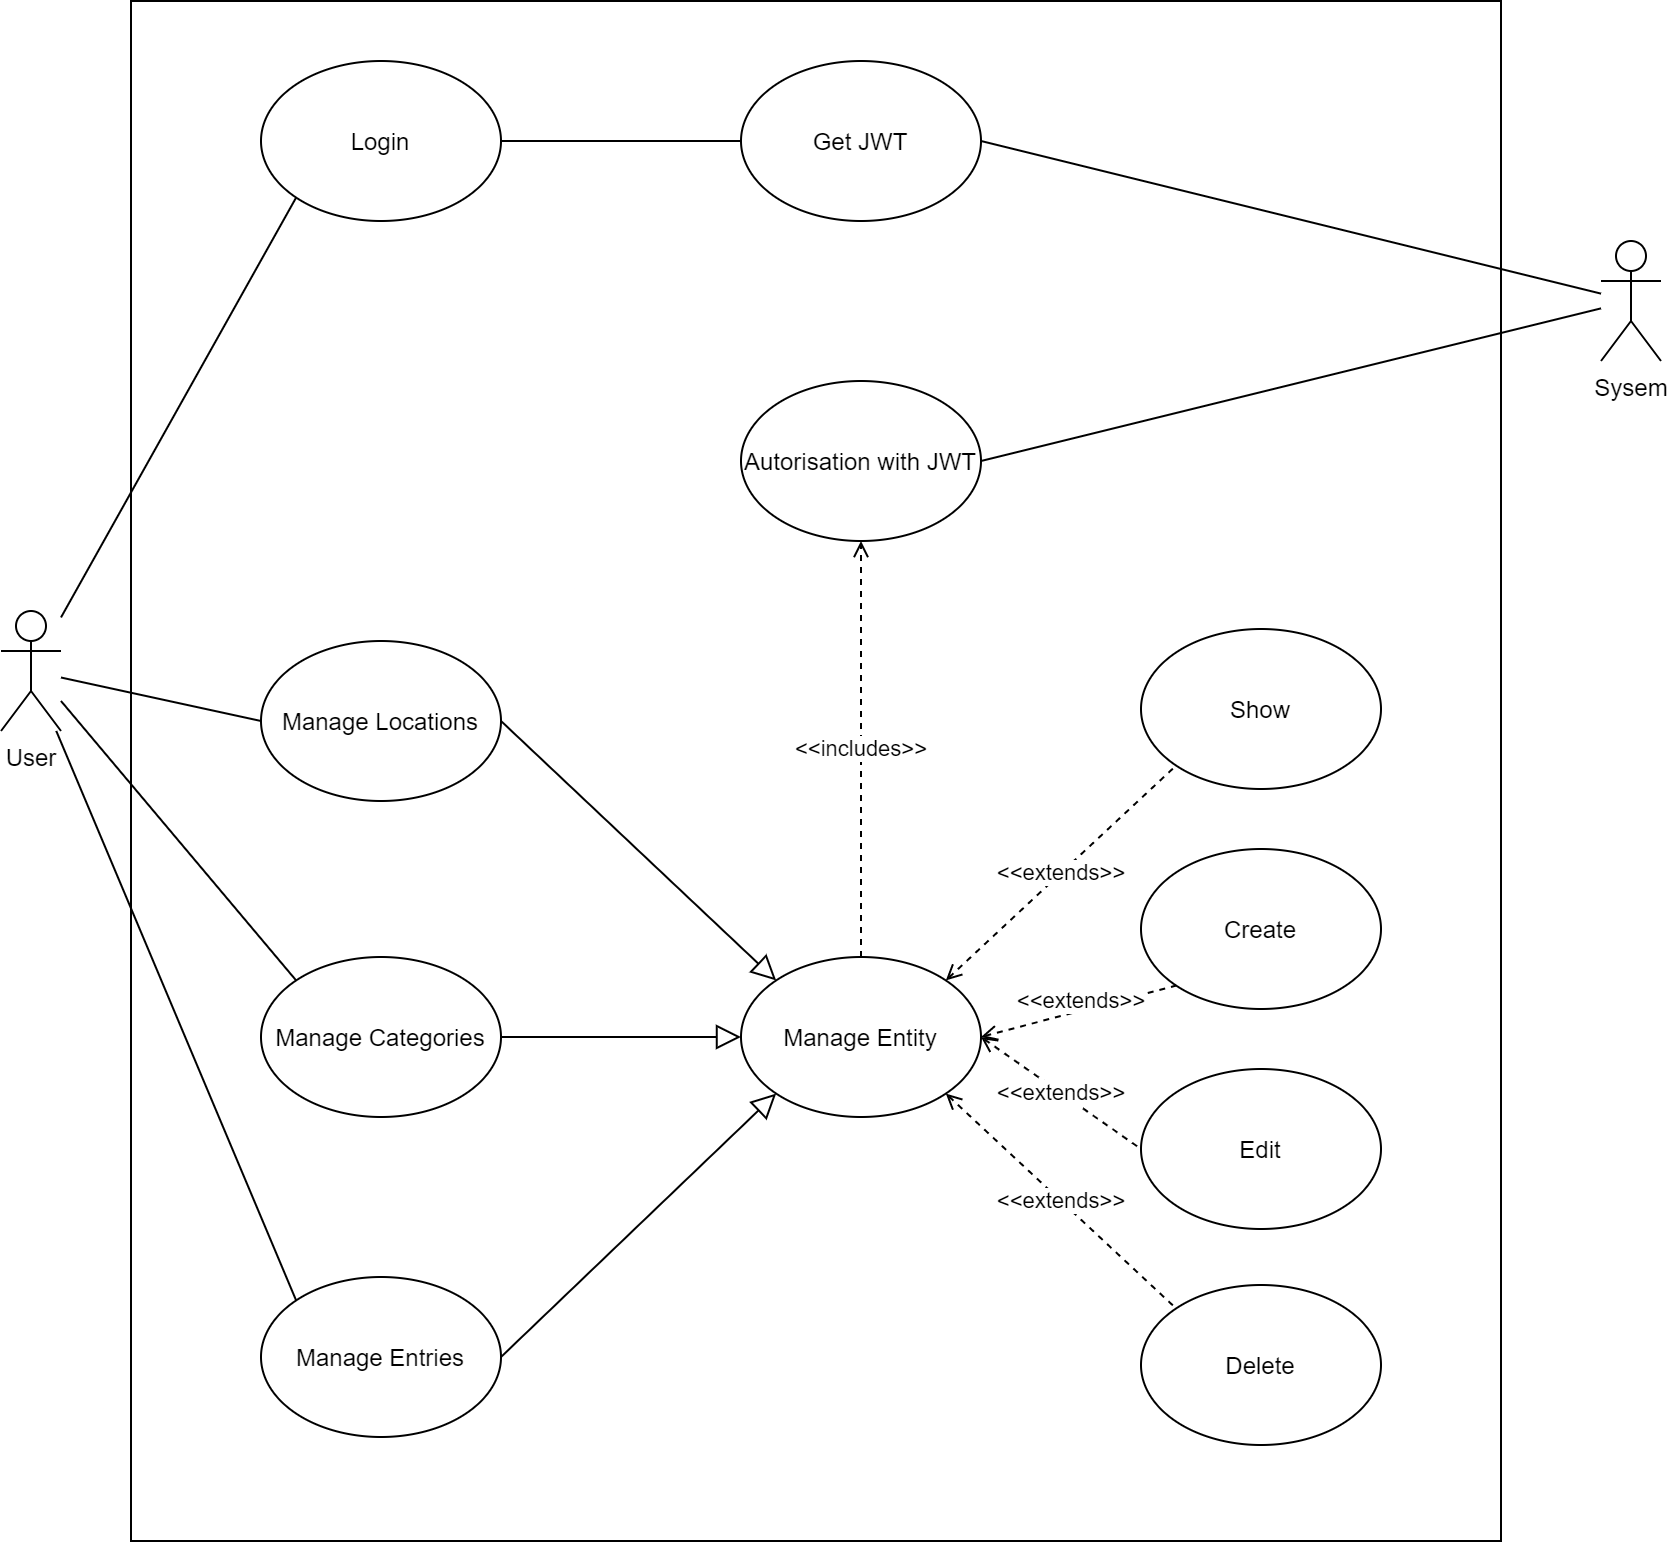 Login
Get JWT
Sysem
Autorisation with JWT
User
Manage Locations
Show
<<includes>>
<<extends>>
Create
<<extends>>
Manage Categories
Manage Entity
<<extends>>
Edit
<<extends>>
Manage Entries
Delete